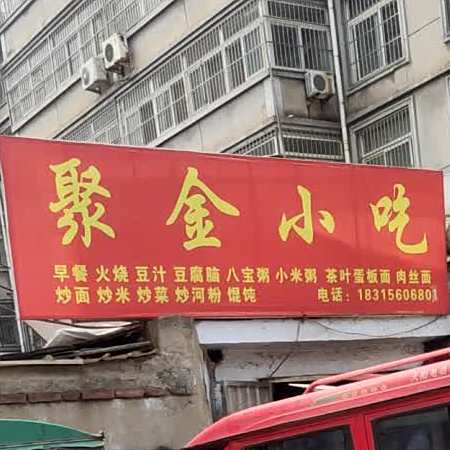 聚金小吃
早餐 火烧 豆汁 豆腐脑 八宝粥 小米粥 茶叶蛋板面 肉丝面
炒面 炒米 炒菜 炒河粉 馄饨 电话:18315606801